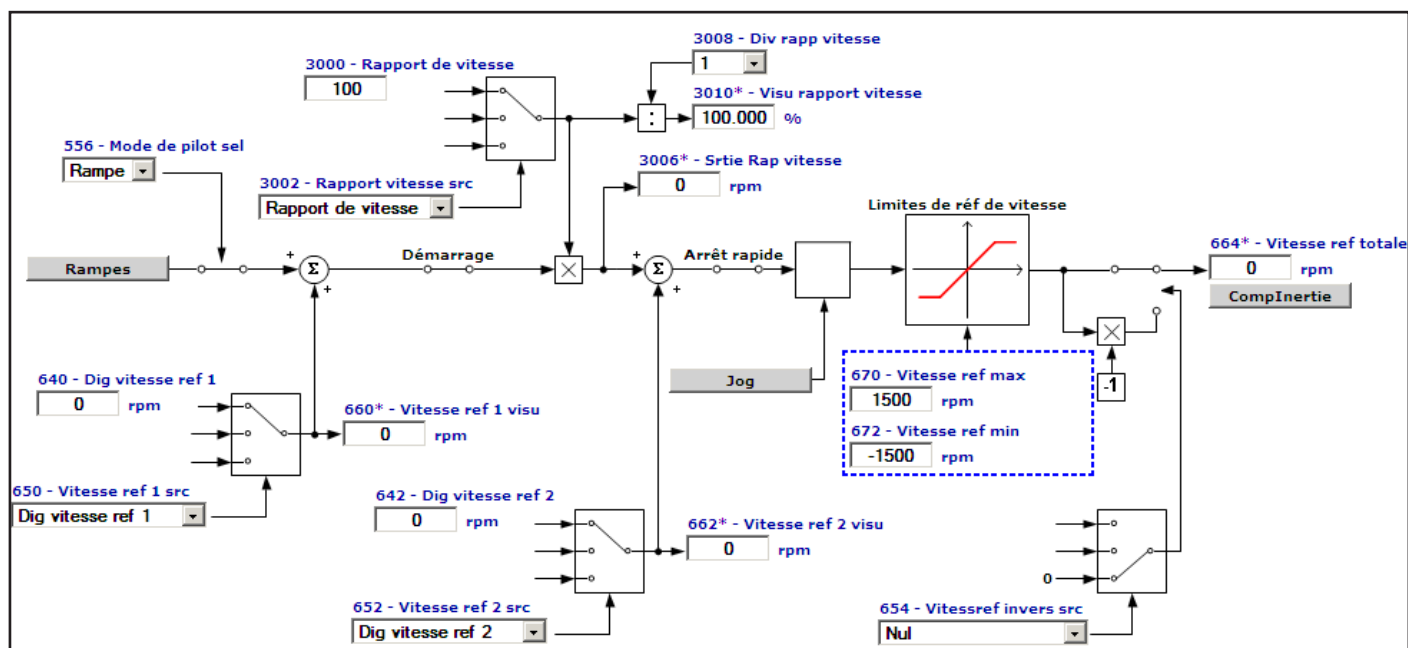 3008 - Div rapp vitesse
1
3000 - Rapport de vitesse
100
3010* - Visu rapport vitesse
:
100.000 %
556 - Mode de pilot sel
Rampe
3006* - Srtie Rap vitesse
0 rpm
3002 - Rapport vitesse src
Rapport de vitesse
Limites de réf de vitesse
664* - Vitesse ref totale
0 rpm
CompInertie
Rampes
+
Σ
+
Démarrage
×
+
Σ
+
Arrêt rapide
×
-1
Jog
670 - Vitesse ref max
1500 rpm
672 - Vitesse ref min
-1500 rpm
640 - Dig vitesse ref 1
0 rpm
660* - Vitesse ref 1 visu
0 rpm
650 - Vitesse ref 1 src
Dig vitesse ref 1
642 - Dig vitesse ref 2
0 rpm
662* - Vitesse ref 2 visu
0 rpm
652 - Vitesse ref 2 src
Dig vitesse ref 2
0
654 - Vitessref invers src
Nul